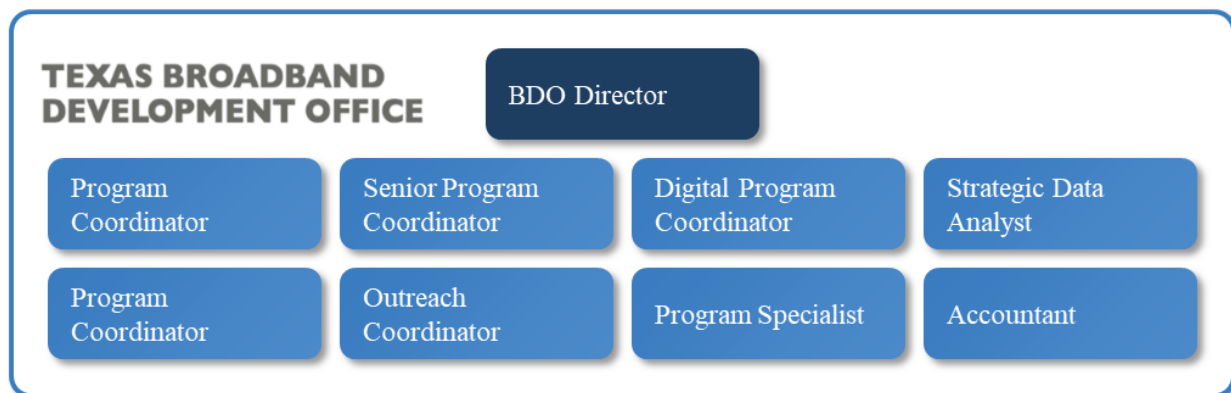 TEXAS BROADBAND
DEVELOPMENT OFFICE
BDO Director
Program
Coordinator
Senior Program
Coordinator
Digital Program
Coordinator
Strategic Data
Analyst
Program
Coordinator
Outreach
Coordinator
Program Specialist
Accountant